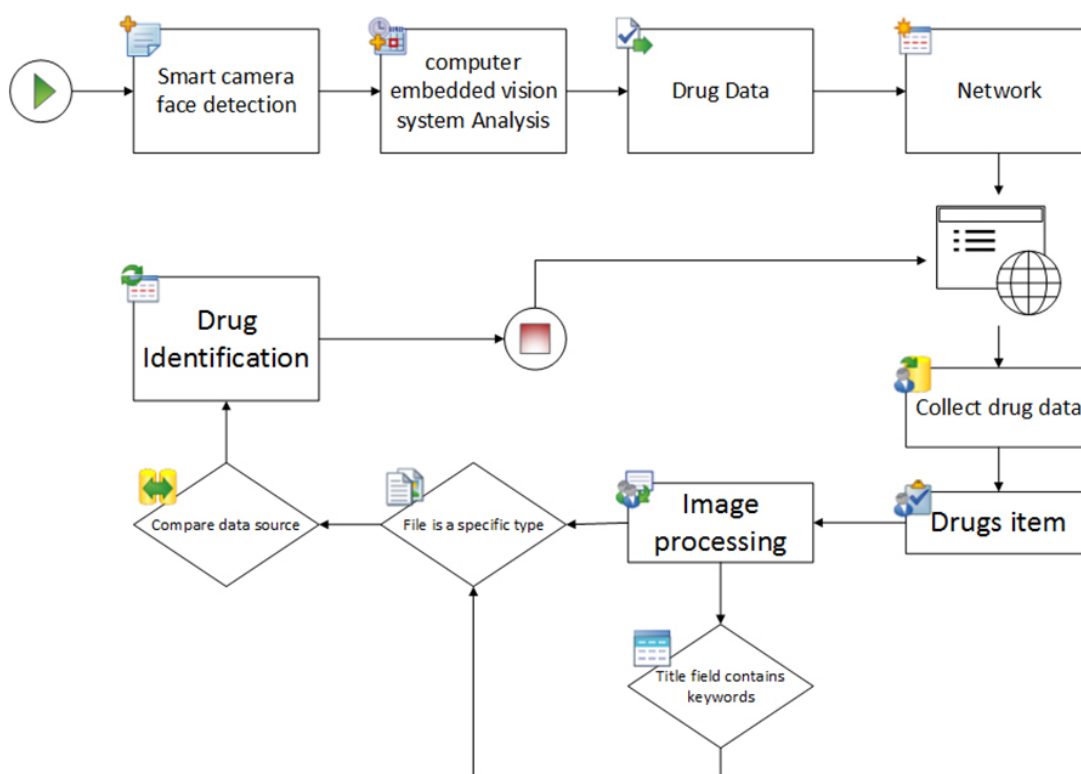 Smart camera
face detection
computer
embedded vision
system Analysis
Drug Data
Network
Drug
Identification
Collect drug data
Compare data source
File is a specific type
Image
processing
Drugs item
Title field contains
keywords